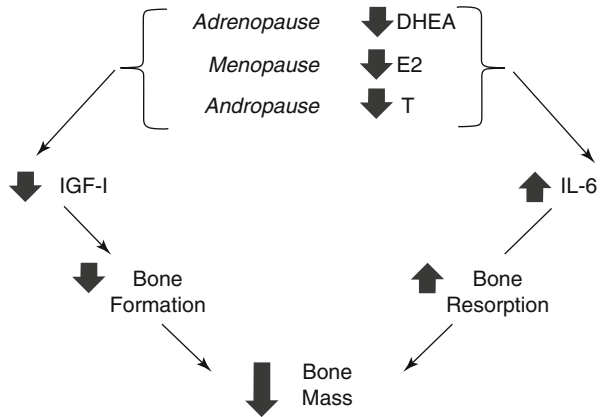 Adrenopause DHEA
Menopause E2
Andropause T
IGF-I
IL-6
Bone
Formation
Bone
Resorption
Bone
Mass